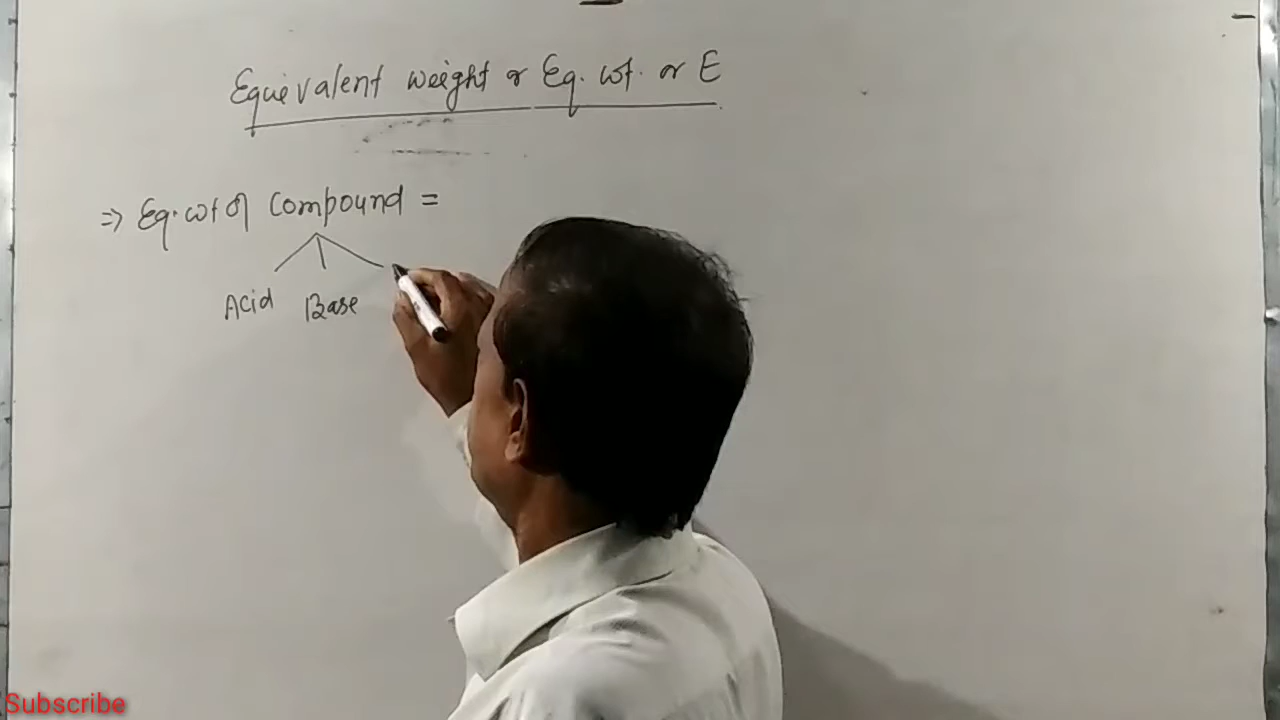 Equivalent weight or Eq. wt. or E
⇒ Eq. wt of Compound =
Acid Base
Subscribe